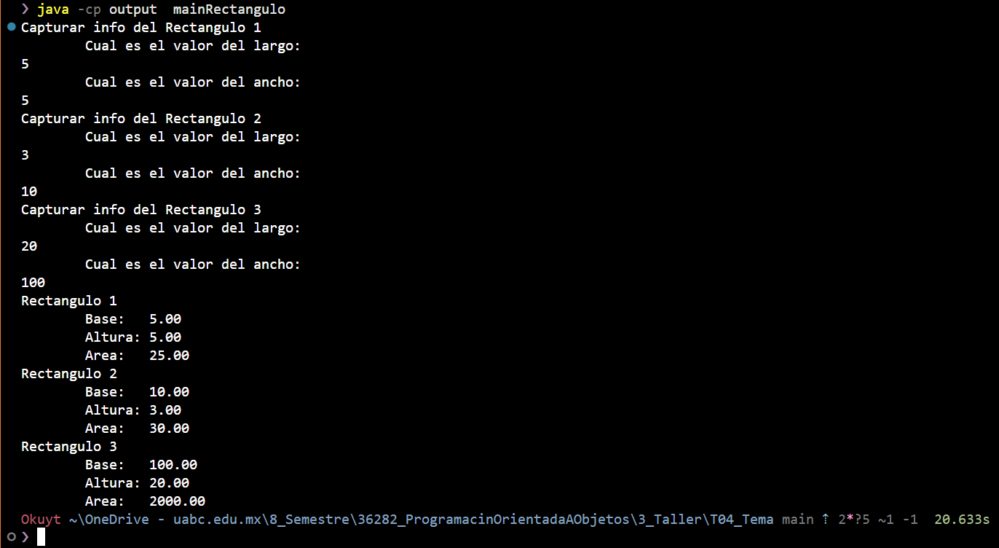 ❯ java -cp output  mainRectangulo
Capturar info del Rectangulo 1
        Cual es el valor del largo:
5
        Cual es el valor del ancho:
5
Capturar info del Rectangulo 2
        Cual es el valor del largo:
3
        Cual es el valor del ancho:
10
Capturar info del Rectangulo 3
        Cual es el valor del largo:
20
        Cual es el valor del ancho:
100
Rectangulo 1
        Base:   5.00
        Altura: 5.00
        Area:   25.00
Rectangulo 2
        Base:   10.00
        Altura: 3.00
        Area:   30.00
Rectangulo 3
        Base:   100.00
        Altura: 20.00
        Area:   2000.00
Okuyt ~\OneDrive - uabc.edu.mx\8_Semestre\36282_ProgramacinOrientadaAObjetos\3_Taller\T04_Tema main ⇡ 2*?5 ~1 -1  20.633s
❯